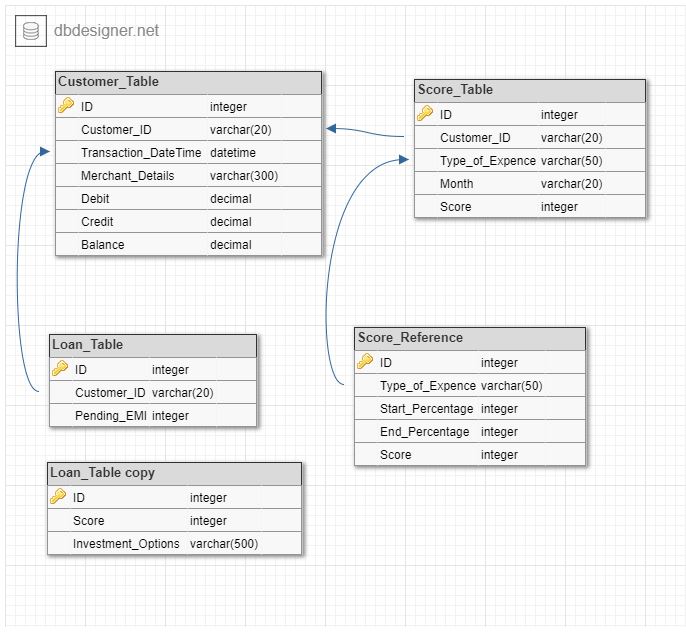 dbdesigner.net
Customer_Table
ID integer
Customer_ID varchar(20)
Transaction_DateTime datetime
Merchant_Details varchar(300)
Debit decimal
Credit decimal
Balance decimal
Score_Table
ID integer
Customer_ID varchar(20)
Type_of_Expence varchar(50)
Month varchar(20)
Score integer
Loan_Table
ID integer
Customer_ID varchar(20)
Pending_EMI integer
Score_Reference
ID integer
Type_of_Expence varchar(50)
Start_Percentage integer
End_Percentage integer
Score integer
Loan_Table copy
ID integer
Score integer
Investment_Options varchar(500)